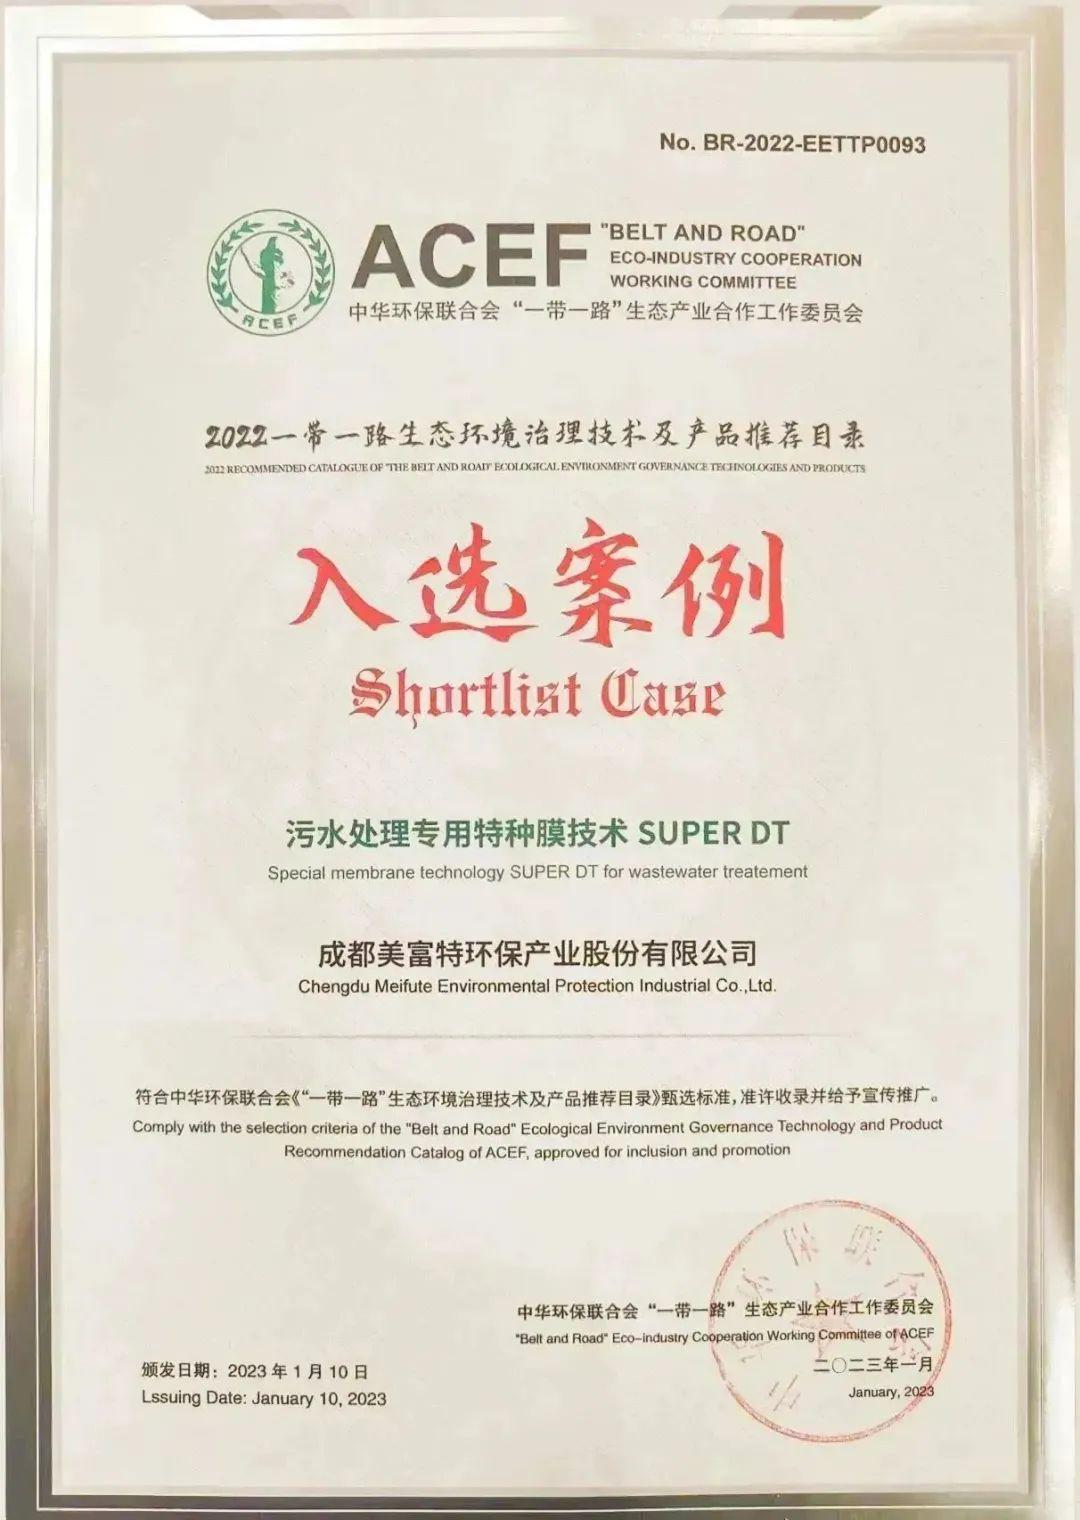 No. BR-2022-EETTP0093
ACEF
ACEF
"BELT AND ROAD"
ECO-INDUSTRY COOPERATION
WORKING COMMITTEE
中华环保联合会 “一带一路” 生态产业合作工作委员会
2022一带一路生态环境治理技术及产品推荐目录
2022 RECOMMENDED CATALOGUE OF "THE BELT AND ROAD" ECOLOGICAL ENVIRONMENT GOVERNANCE TECHNOLOGIES AND PRODUCTS
入选案例
Shortlist Case
污水处理专用特种膜技术 SUPER DT
Special membrane technology SUPER DT for wastewater treatement
成都美富特环保产业股份有限公司
Chengdu Meifute Environmental Protection Industrial Co.,Ltd.
符合中华环保联合会《“一带一路”生态环境治理技术及产品推荐目录》甄选标准，准许收录并给予宣传推广。
Comply with the selection criteria of the "Belt and Road" Ecological Environment Governance Technology and Product
Recommendation Catalog of ACEF, approved for inclusion and promotion
中华环保联合会 “一带一路” 生态产业合作工作委员会
"Belt and Road" Eco-industry Cooperation Working Committee of ACEF
二〇二三年一月
January, 2023
颁发日期：2023 年 1 月 10 日
Lssuing Date: January 10, 2023
中华环保联合会